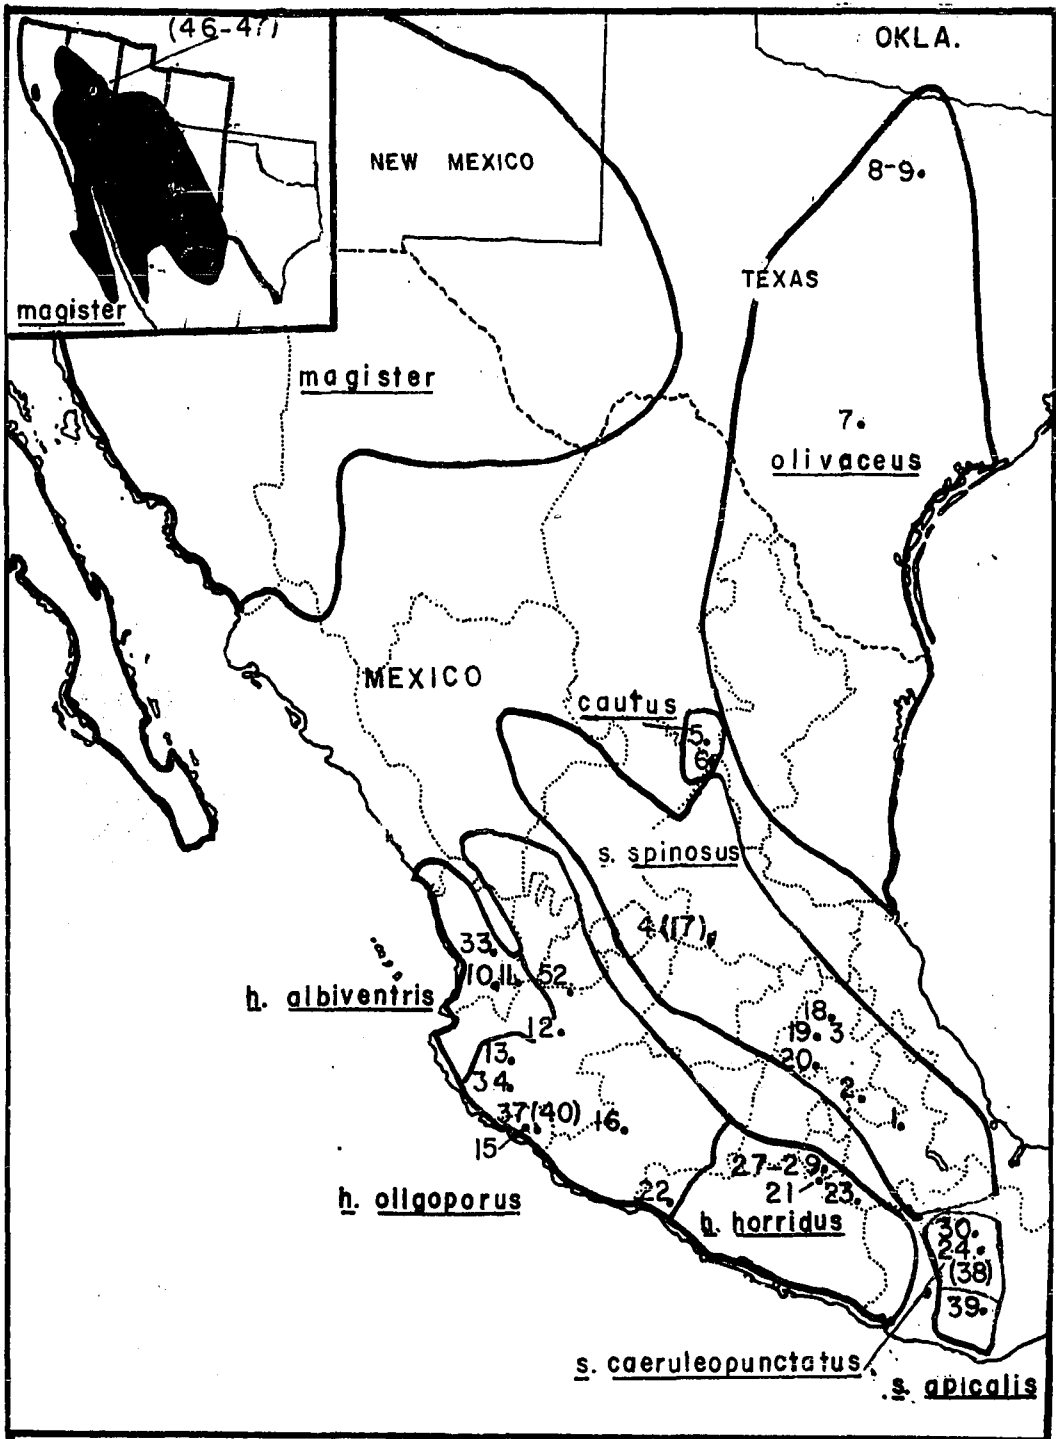 (46-47)
OKLA.
NEW MEXICO
8-9.
TEXAS
magister
magister
7.
olivaceus
MEXICO
cautus
5.
6.
s. spinosus
4.(17).
33.
10. 11. 52.
h. albiventris
18.
12. 19. 3
13. 20.
34. 2.
37(40) 16. 1.
15
27-29.
h. oligoporus 22. 21 23.
h. horridus
30.
24.
(38)
39.
s. caeruleopunctatus
s. apicalis